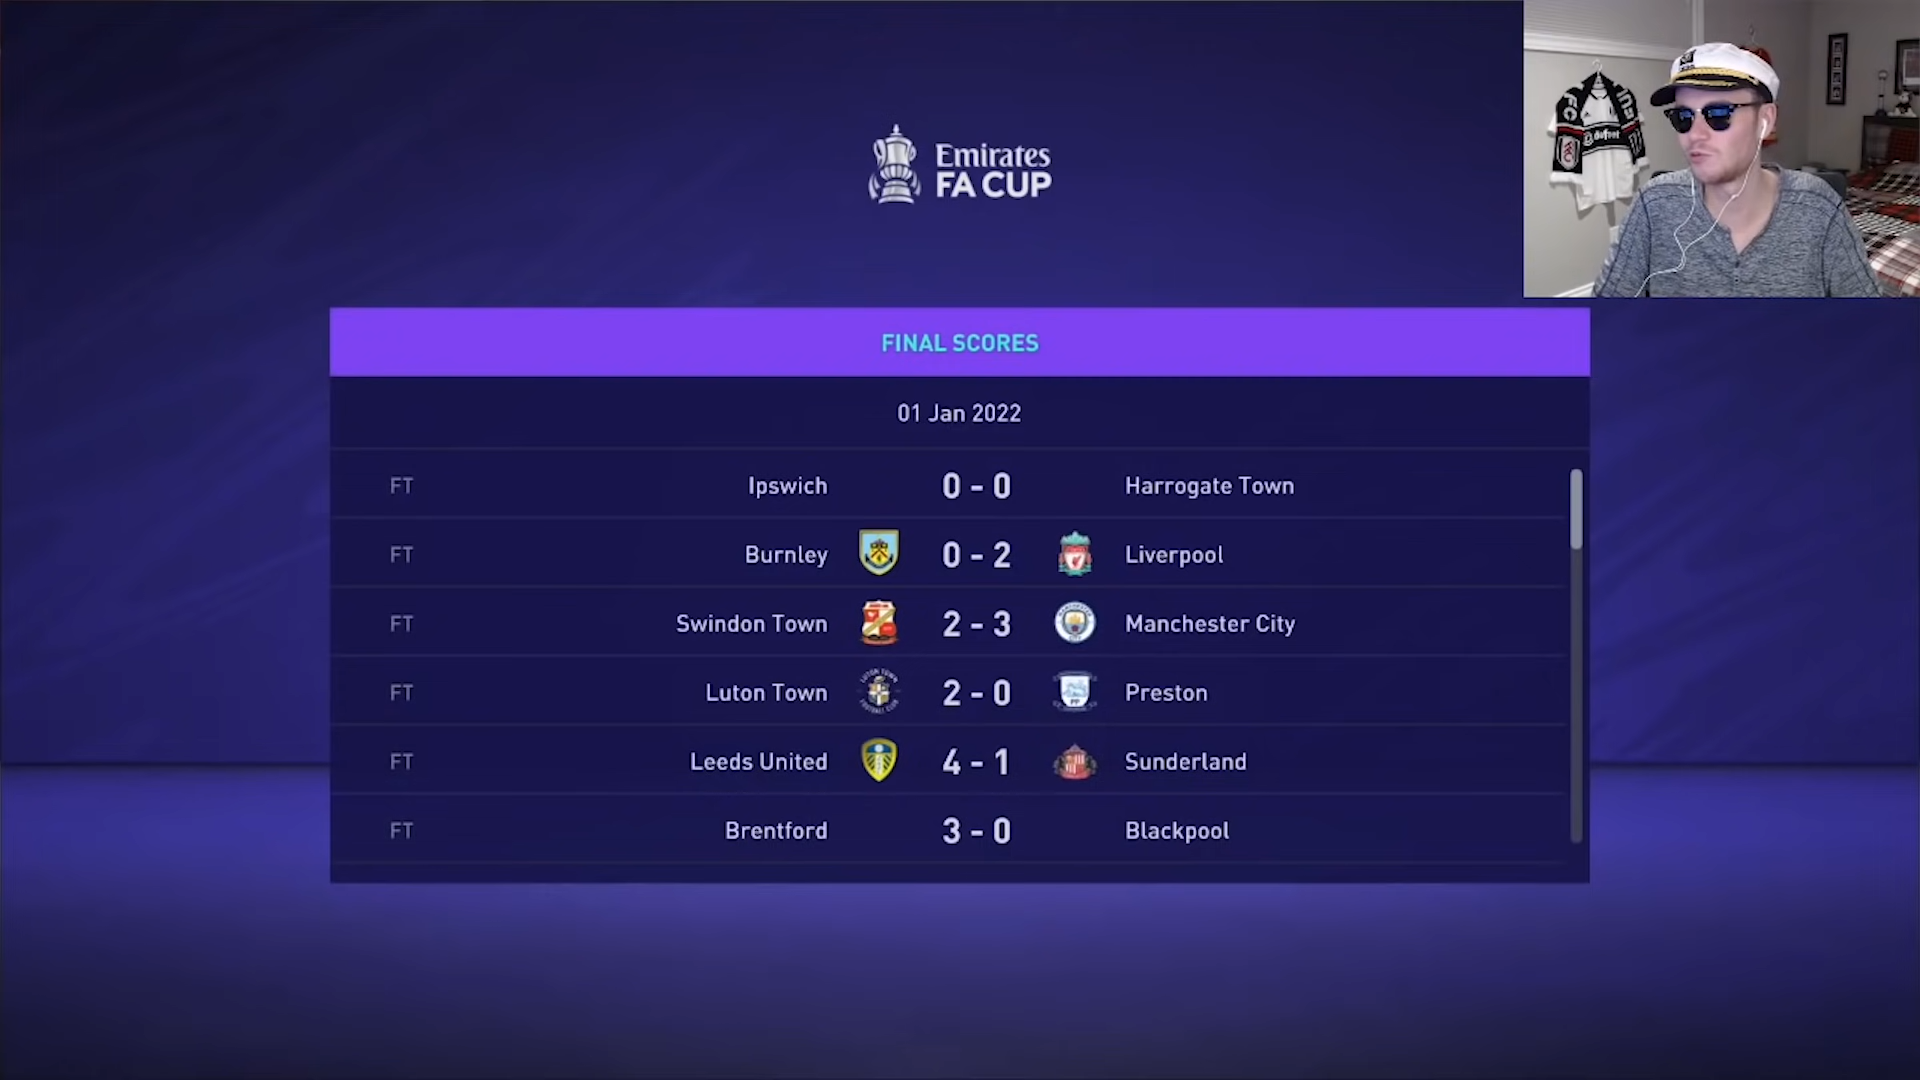 Emirates
FA CUP
FINAL SCORES
01 Jan 2022
FT Ipswich 0 - 0 Harrogate Town
FT Burnley 0 - 2 Liverpool
FT Swindon Town 2 - 3 Manchester City
FT Luton Town 2 - 0 Preston
FT Leeds United 4 - 1 Sunderland
FT Brentford 3 - 0 Blackpool